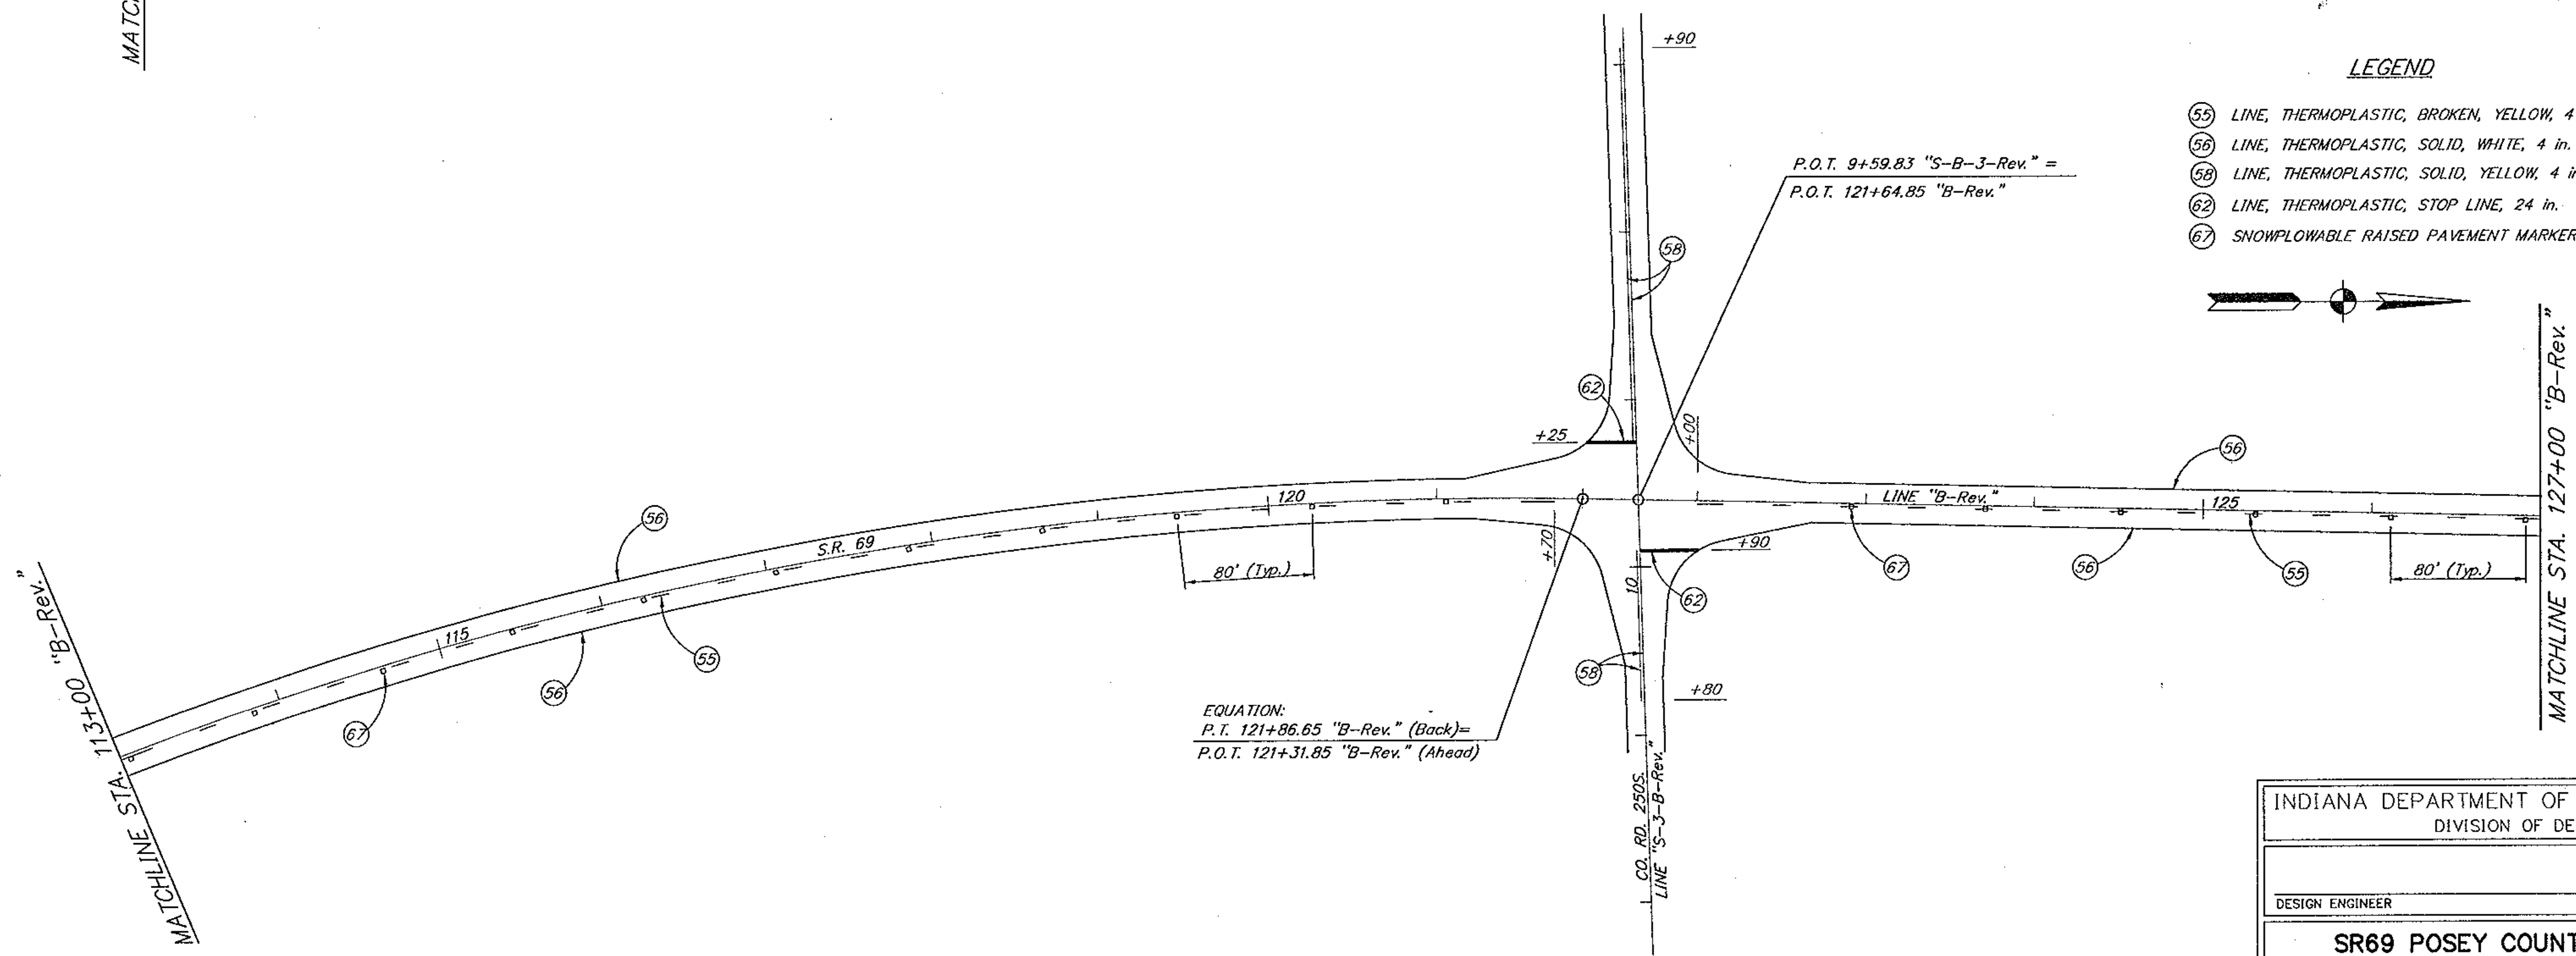 MATC
+90
LEGEND
55 LINE, THERMOPLASTIC, BROKEN, YELLOW, 4
56 LINE, THERMOPLASTIC, SOLID, WHITE, 4 in.
58 LINE, THERMOPLASTIC, SOLID, YELLOW, 4 in
62 LINE, THERMOPLASTIC, STOP LINE, 24 in.
67 SNOWPLOWABLE RAISED PAVEMENT MARKER
P.O.T. 9+59.83 "S-B-3-Rev." =
P.O.T. 121+64.85 "B-Rev."
58
62
+25
+00
56
56
120
LINE "B-Rev."
125
S.R. 69
+70
+90
67
56
55
80' (Typ.)
80' (Typ.)
MATCHLINE STA. 127+00 "B-Rev."
10
62
115
55
56
67
58
+80
MATCHLINE STA. 113+00 "B-Rev."
EQUATION:
P.T. 121+86.65 "B-Rev." (Back)=
P.O.T. 121+31.85 "B-Rev." (Ahead)
CO. RD. 250S.
LINE "S-3-B-Rev."
INDIANA DEPARTMENT OF
DIVISION OF DE
DESIGN ENGINEER
SR69 POSEY COUNT